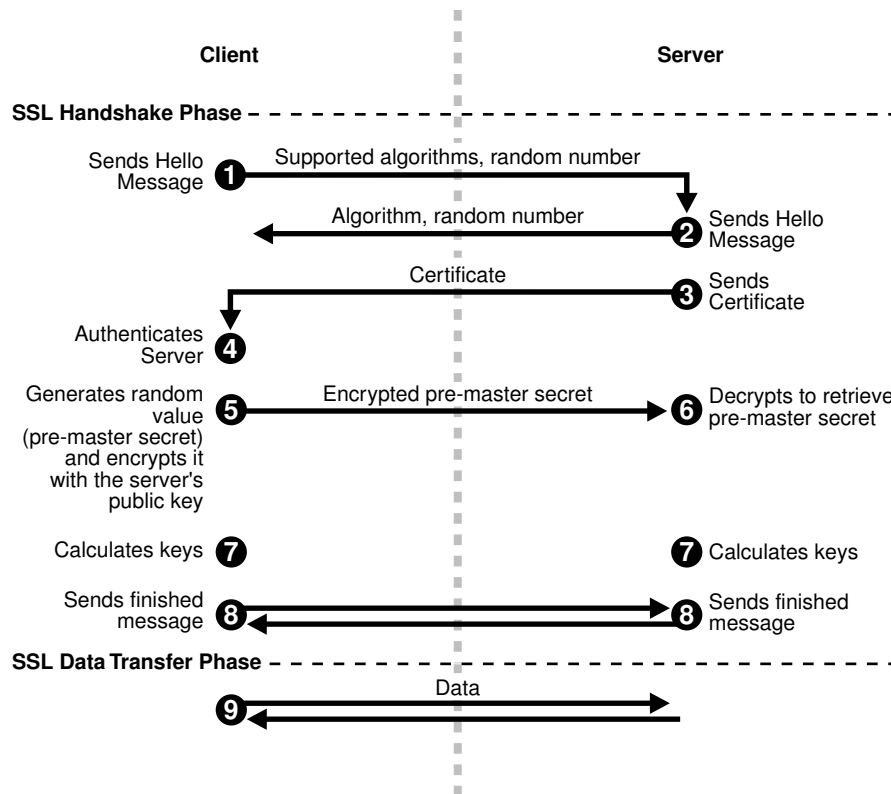 Client
Server
SSL Handshake Phase
Sends Hello
Message
1
Supported algorithms, random number
Algorithm, random number
2
Sends Hello
Message
Certificate
3
Sends
Certificate
Authenticates
Server
4
Generates random
value
(pre-master secret)
and encrypts it
with the server's
public key
5
Encrypted pre-master secret
6
Decrypts to retrieve
pre-master secret
Calculates keys
7
7
Calculates keys
Sends finished
message
8
8
Sends finished
message
SSL Data Transfer Phase
9
Data